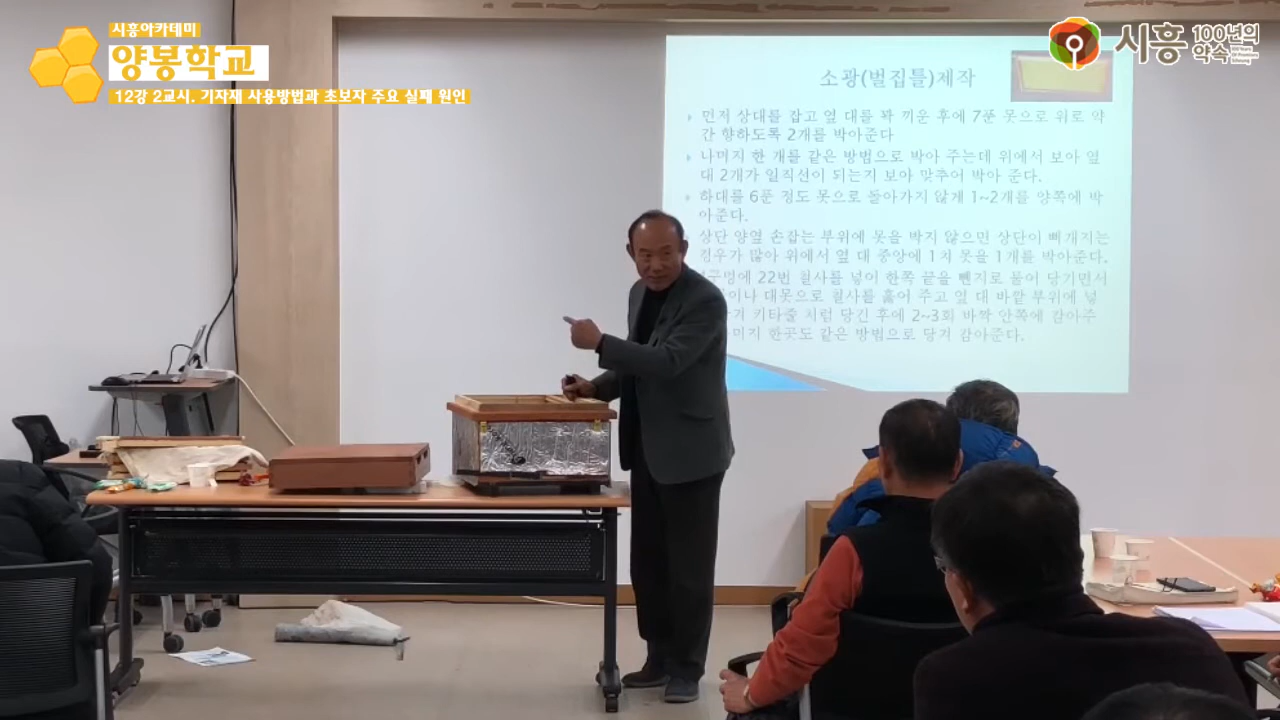 시흥아카데미
양봉학교
12강 2교시. 기자재 사용방법과 초보자 주요 실패 원인
시흥 100년의 약속
소광(벌집틀)제작
먼저 상대를 잡고 옆 대를 꽉 끼운 후에 7푼 못으로 위로 약
간 향하도록 2개를 박아준다
나머지 한 개를 같은 방법으로 박아 주는데 위에서 보아 옆
대 2개가 일직선이 되는지 보아 맞추어 박아 준다.
하대를 6푼 정도 못으로 돌아가지 않게 1~2개를 양쪽에 박
아준다.
상단 양옆 손잡는 부위에 못을 박지 않으면 상단이 뻐개지는
경우가 많아 위에서 옆 대 중앙에 1치 못을 1개를 박아준다.
구멍에 22번 철사를 넣어 한쪽 끝을 뺀지로 물어 당기면서
이나 대못으로 철사를 훑어 주고 옆 대 바깥 부위에 넣
키타줄 처럼 당긴 후에 2~3회 바짝 안쪽에 감아주
머지 한곳도 같은 방법으로 당겨 감아준다.